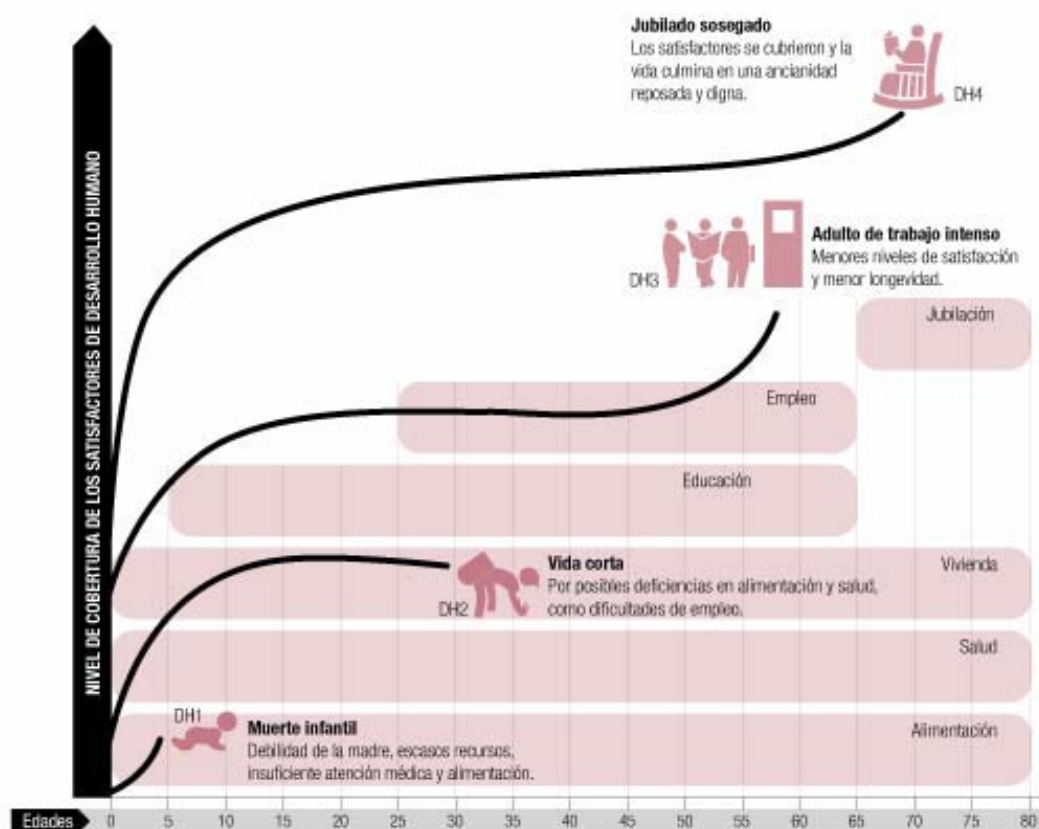 Jubilado sosegado
Los satisfactores se cubrieron y la
vida culmina en una ancianidad
reposada y digna.
DH4
NIVEL DE COBERTURA DE LOS SATISFACTORES DE DESARROLLO HUMANO
Adulto de trabajo intenso
Menores niveles de satisfacción
y menor longevidad.
DH3
Jubilación
Empleo
Educación
Vida corta
Por posibles deficiencias en alimentación y salud,
como dificultades de empleo.
DH2
Vivienda
Salud
DH1
Muerte infantil
Debilidad de la madre, escasos recursos,
insuficiente atención médica y alimentación.
Alimentación
Edades 0 5 10 15 20 25 30 35 40 45 50 55 60 65 70 75 80